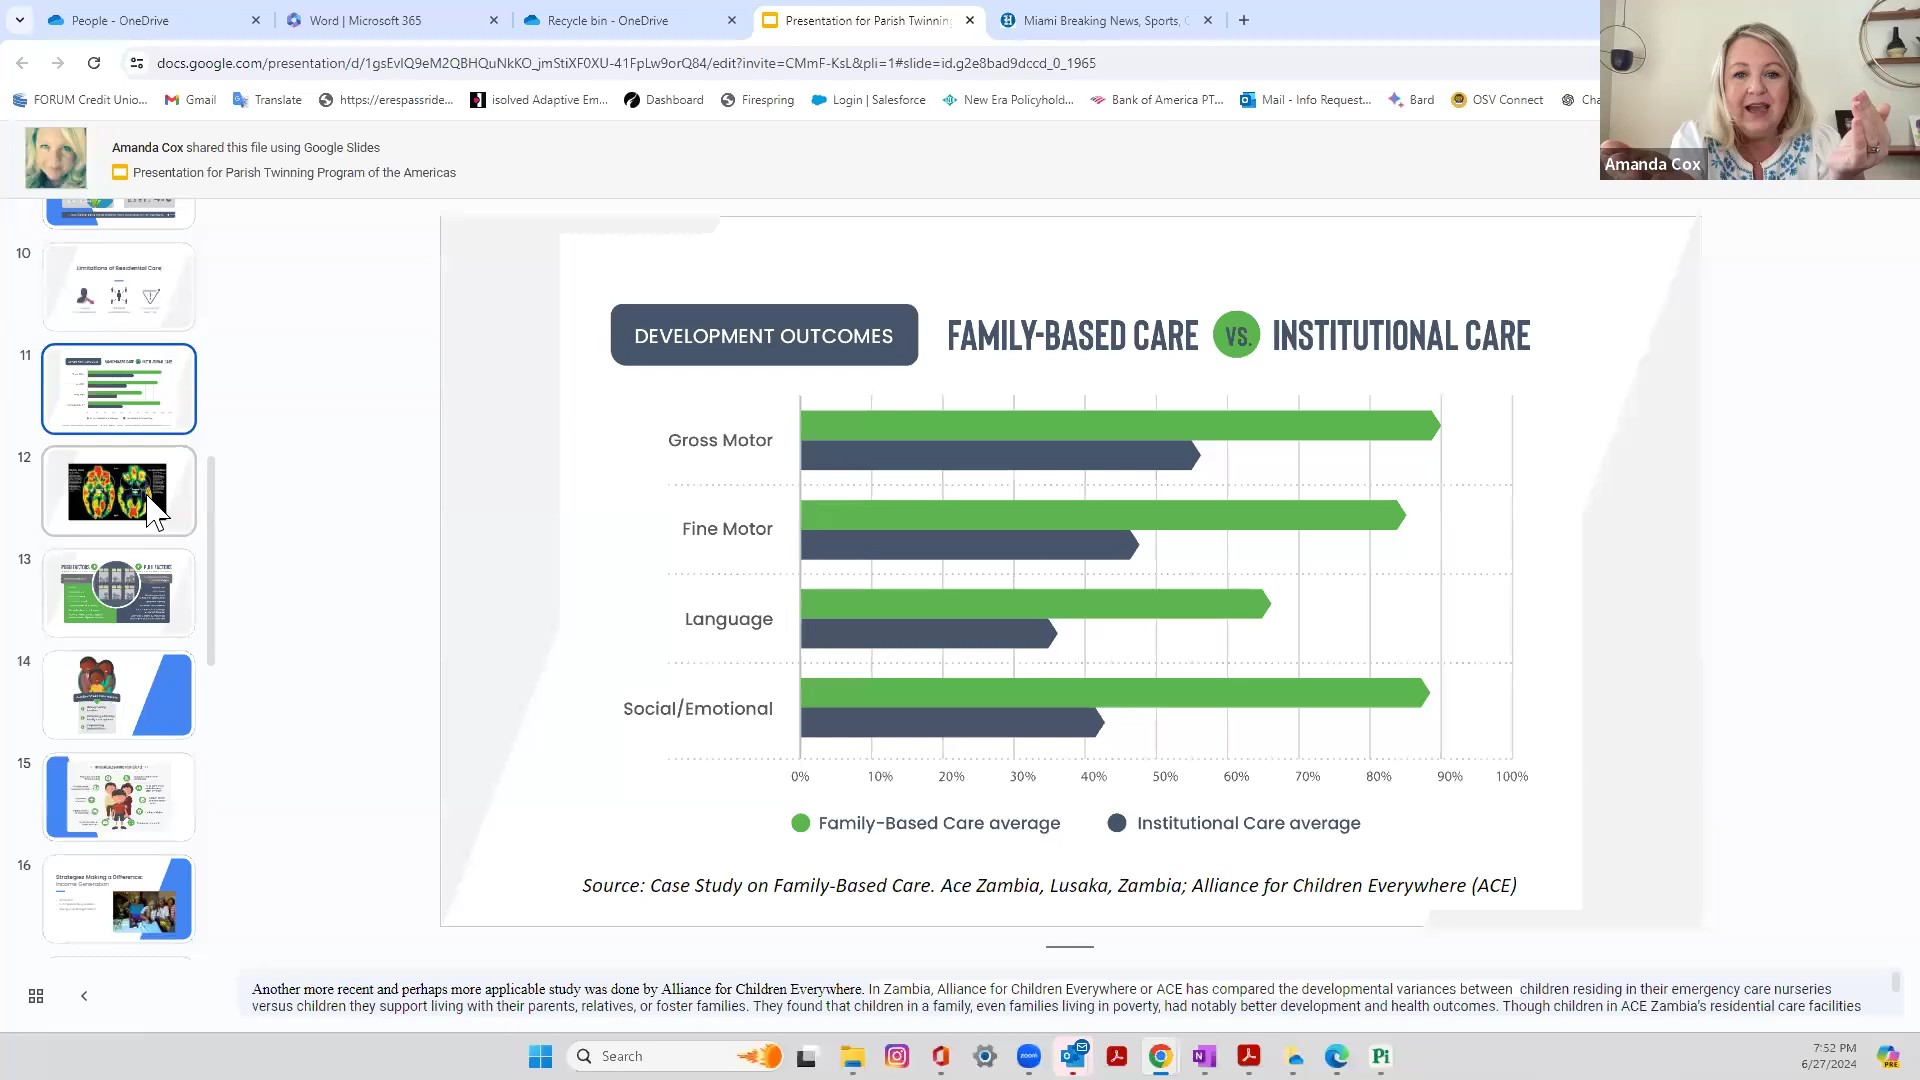 People - OneDrive
Word | Microsoft 365
Recycle bin - OneDrive
Presentation for Parish Twinning
Miami Breaking News, Sports,
docs.google.com/presentation/d/1gsEvIQ9eM2QBHQuNkKO_jmStiXF0XU-41FpLw9orQ84/edit?invite=CMmF-KsL&pli=1#slide=id.g2e8bad9dccd_0_1965
FORUM Credit Unio...
Gmail
Translate
https://erespassride...
isolved Adaptive Em...
Dashboard
Firespring
Login | Salesforce
New Era Policyhold...
Bank of America PT...
Mail - Info Request...
Bard
OSV Connect
Cha
Amanda Cox
Amanda Cox shared this file using Google Slides
Presentation for Parish Twinning Program of the Americas
10
Limitations of Residential Care
11
12
13
14
15
16
Strategies Making a Difference:
Income Generation
DEVELOPMENT OUTCOMES
FAMILY-BASED CARE VS. INSTITUTIONAL CARE
Gross Motor
Fine Motor
Language
Social/Emotional
0% 10% 20% 30% 40% 50% 60% 70% 80% 90% 100%
Family-Based Care average
Institutional Care average
Source: Case Study on Family-Based Care. Ace Zambia, Lusaka, Zambia; Alliance for Children Everywhere (ACE)
Another more recent and perhaps more applicable study was done by Alliance for Children Everywhere. In Zambia, Alliance for Children Everywhere or ACE has compared the developmental variances between children residing in their emergency care nurseries
versus children they support living with their parents, relatives, or foster families. They found that children in a family, even families living in poverty, had notably better development and health outcomes. Though children in ACE Zambia's residential care facilities
Search
zoom
7:52 PM
6/27/2024
PRE